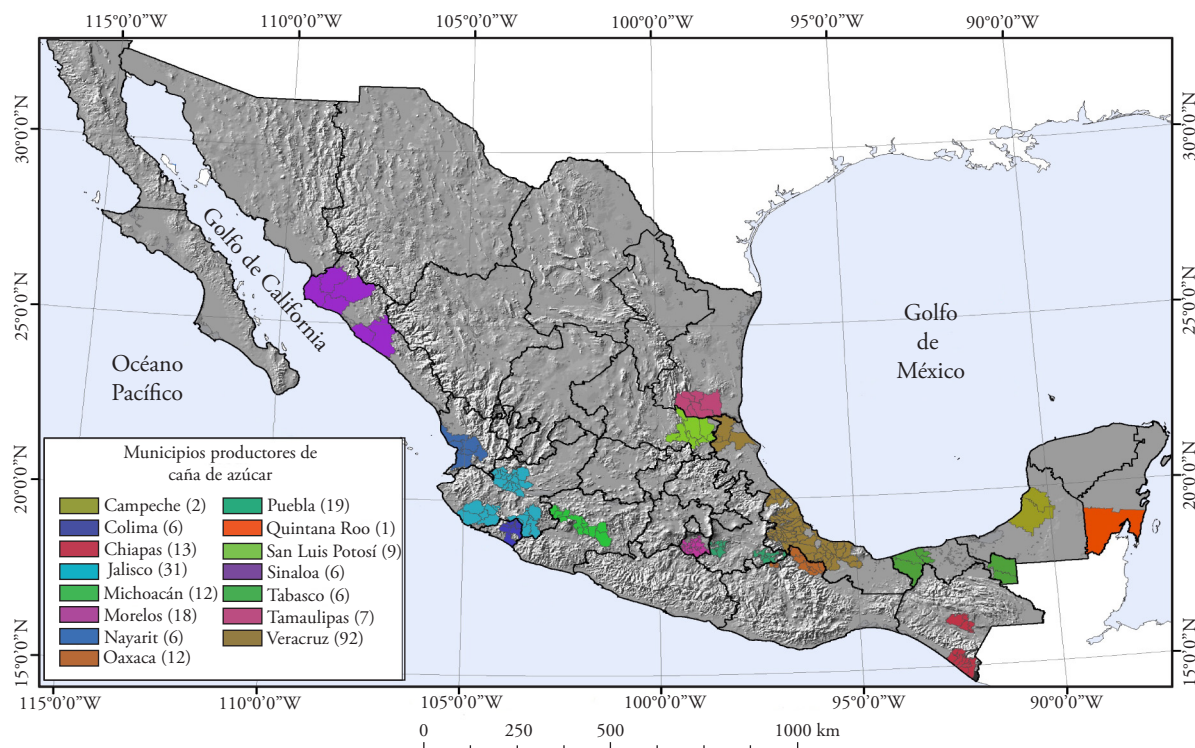 115°0'0"W 110°0'0"W 105°0'0"W 100°0'0"W 95°0'0"W 90°0'0"W
30°0'0"N
25°0'0"N
20°0'0"N
15°0'0"N
30°0'0"N
25°0'0"N
20°0'0"N
15°0'0"N
Golfo de California
Océano
Pacífico
Golfo
de
México
Municipios productores de
caña de azúcar
Campeche (2)
Colima (6)
Chiapas (13)
Jalisco (31)
Michoacán (12)
Morelos (18)
Nayarit (6)
Oaxaca (12)
Puebla (19)
Quintana Roo (1)
San Luis Potosí (9)
Sinaloa (6)
Tabasco (6)
Tamaulipas (7)
Veracruz (92)
115°0'0"W 110°0'0"W 105°0'0"W 100°0'0"W 95°0'0"W 90°0'0"W
0 250 500 1000 km